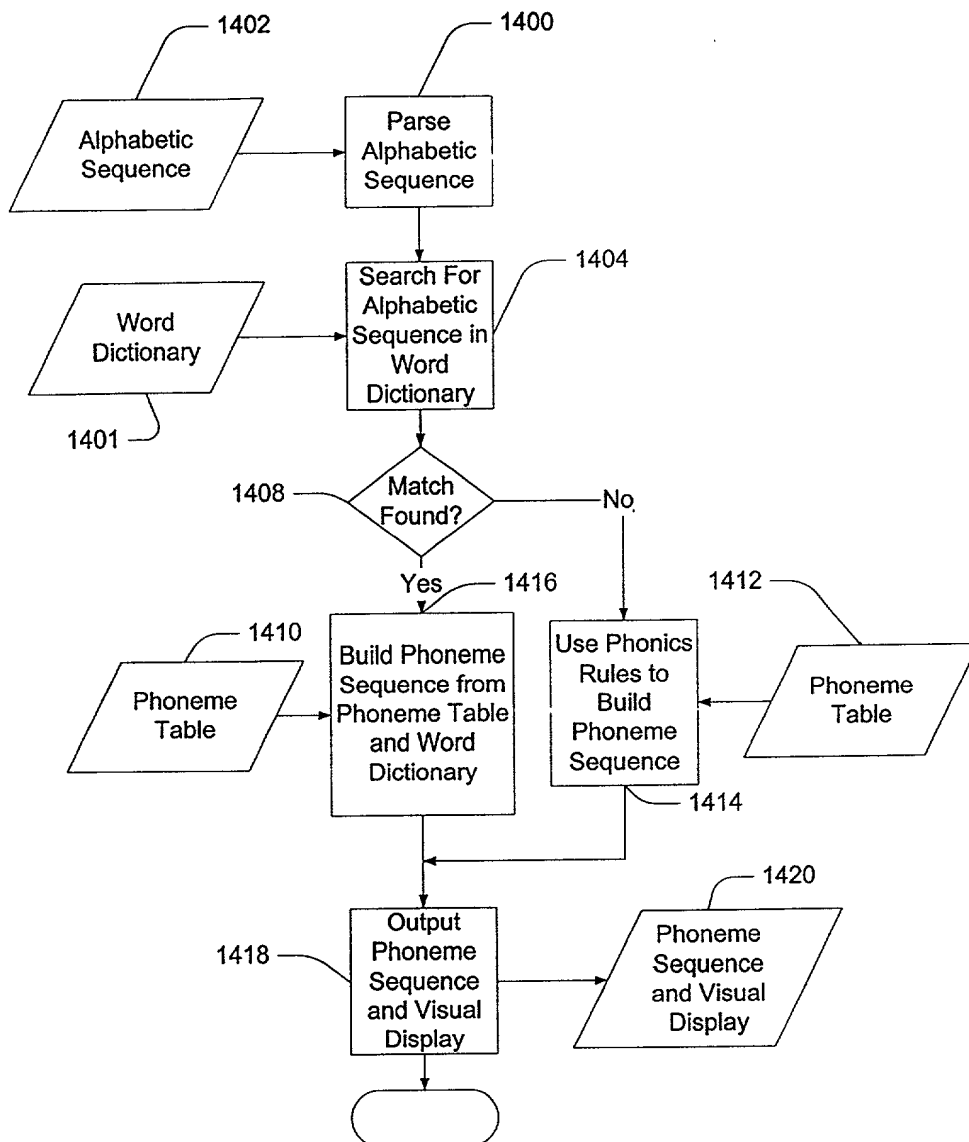 1402
1400
Alphabetic
Sequence
Parse
Alphabetic
Sequence
1404
Search For
Alphabetic
Sequence in
Word
Dictionary
Word
Dictionary
1401
1408
Match
Found?
No
Yes
1416
1412
1410
Build Phoneme
Sequence from
Phoneme Table
and Word
Dictionary
Use Phonics
Rules to
Build
Phoneme
Sequence
Phoneme
Table
Phoneme
Table
1414
1420
1418
Output
Phoneme
Sequence
and Visual
Display
Phoneme
Sequence
and Visual
Display